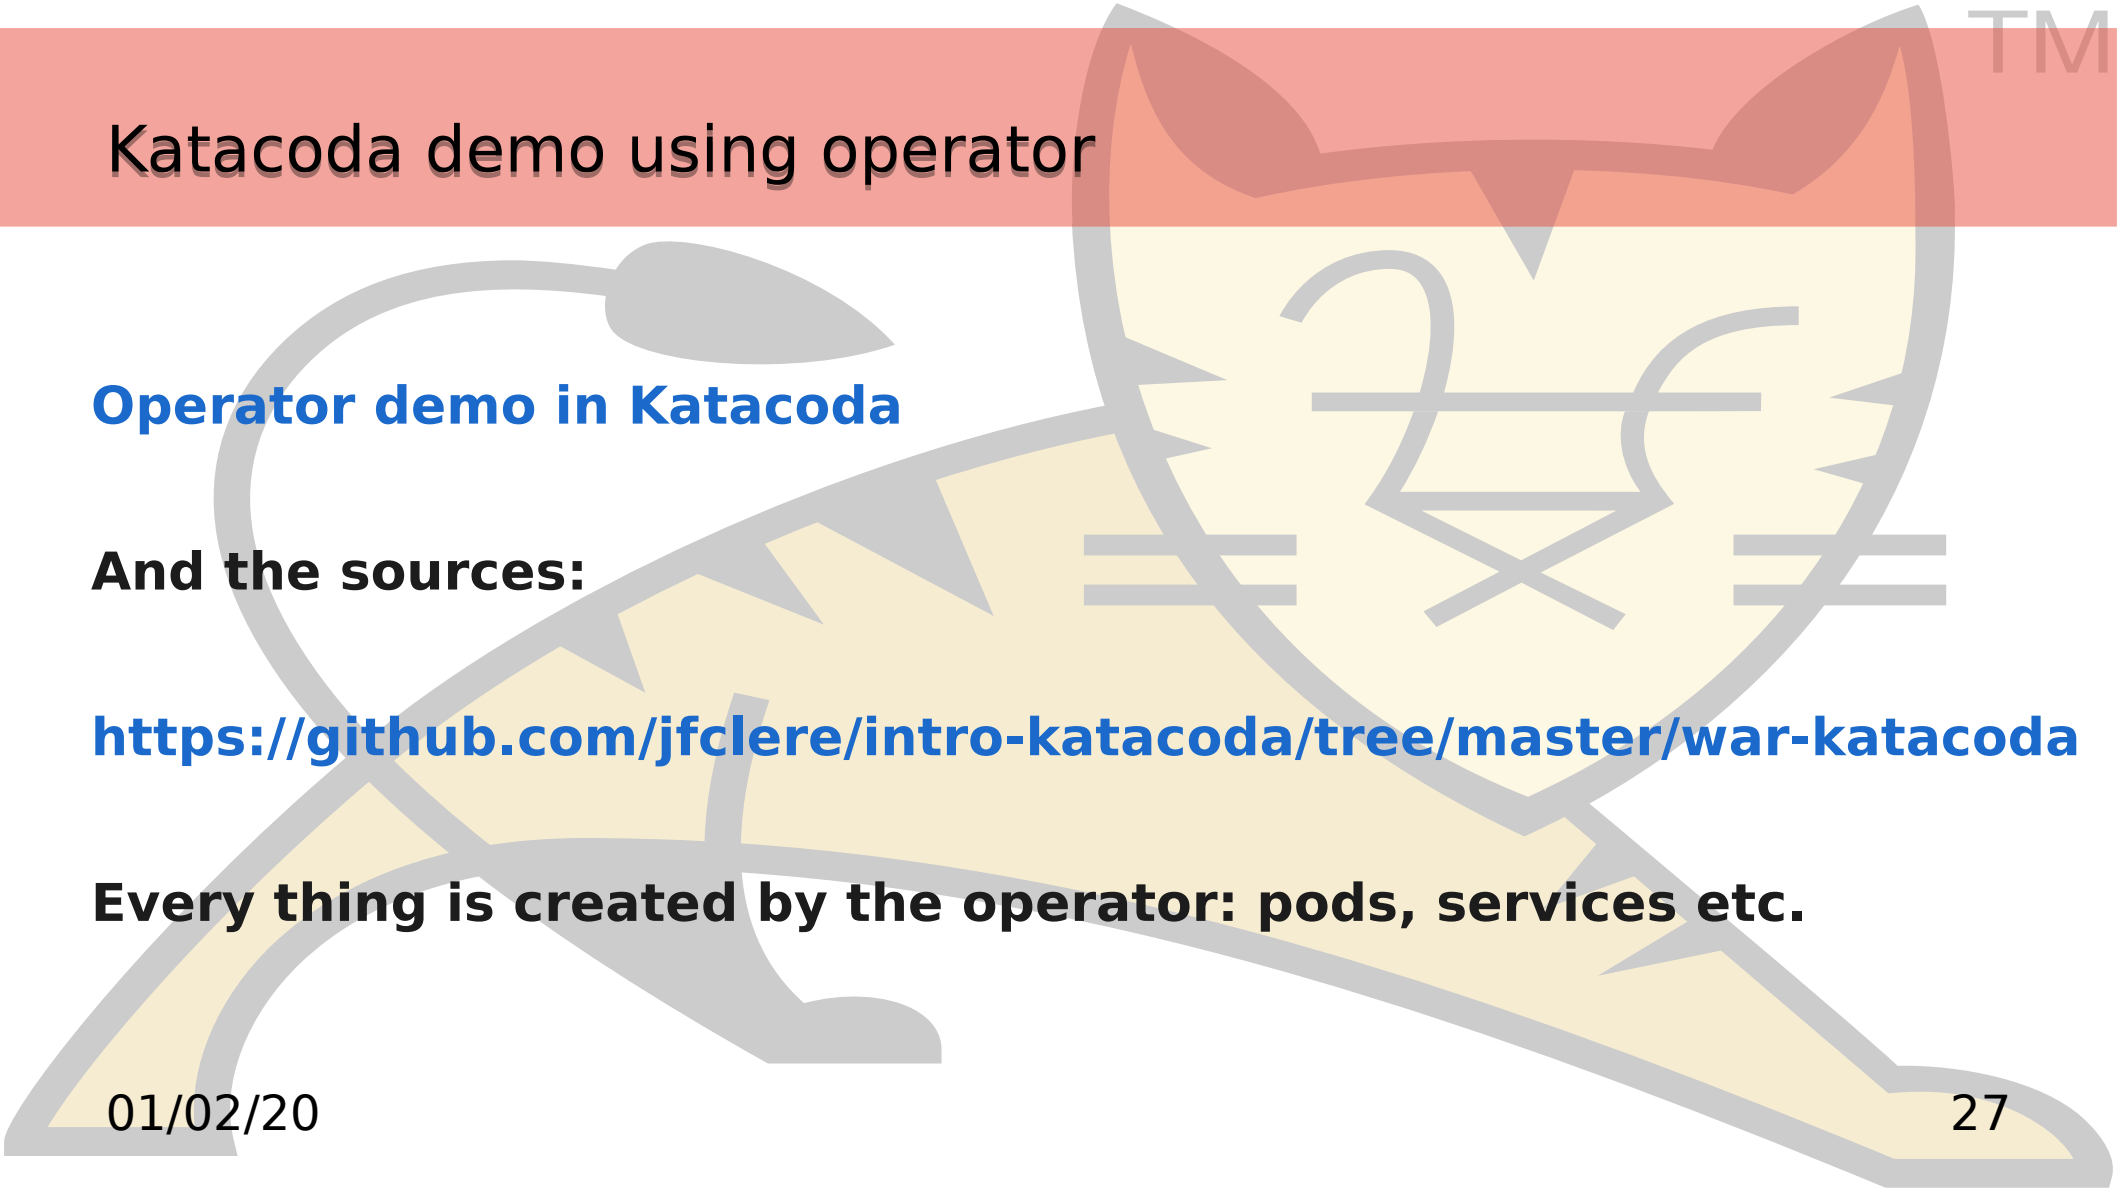 TM
Katacoda demo using operator
Operator demo in Katacoda
And the sources:
https://github.com/jfclere/intro-katacoda/tree/master/war-katacoda
Every thing is created by the operator: pods, services etc.
01/02/20
27